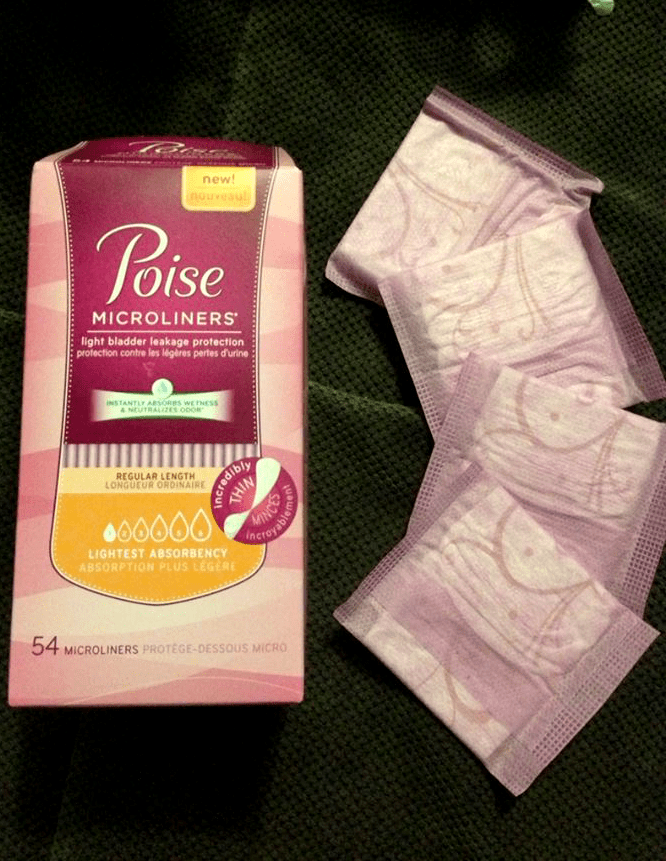 Poise
new!
nouveau!
Poise
MICROLINERS*
light bladder leakage protection
protection contre les légères pertes d'urine
INSTANTLY ABSORBS WETNESS
& NEUTRALIZES ODOR*
REGULAR LENGTH
LONGUEUR ORDINAIRE
incredibly
THIN
MINCES
incroyablement
LIGHTEST ABSORBENCY
ABSORPTION PLUS LÉGÈRE
54 MICROLINERS PROTÈGE-DESSOUS MICRO